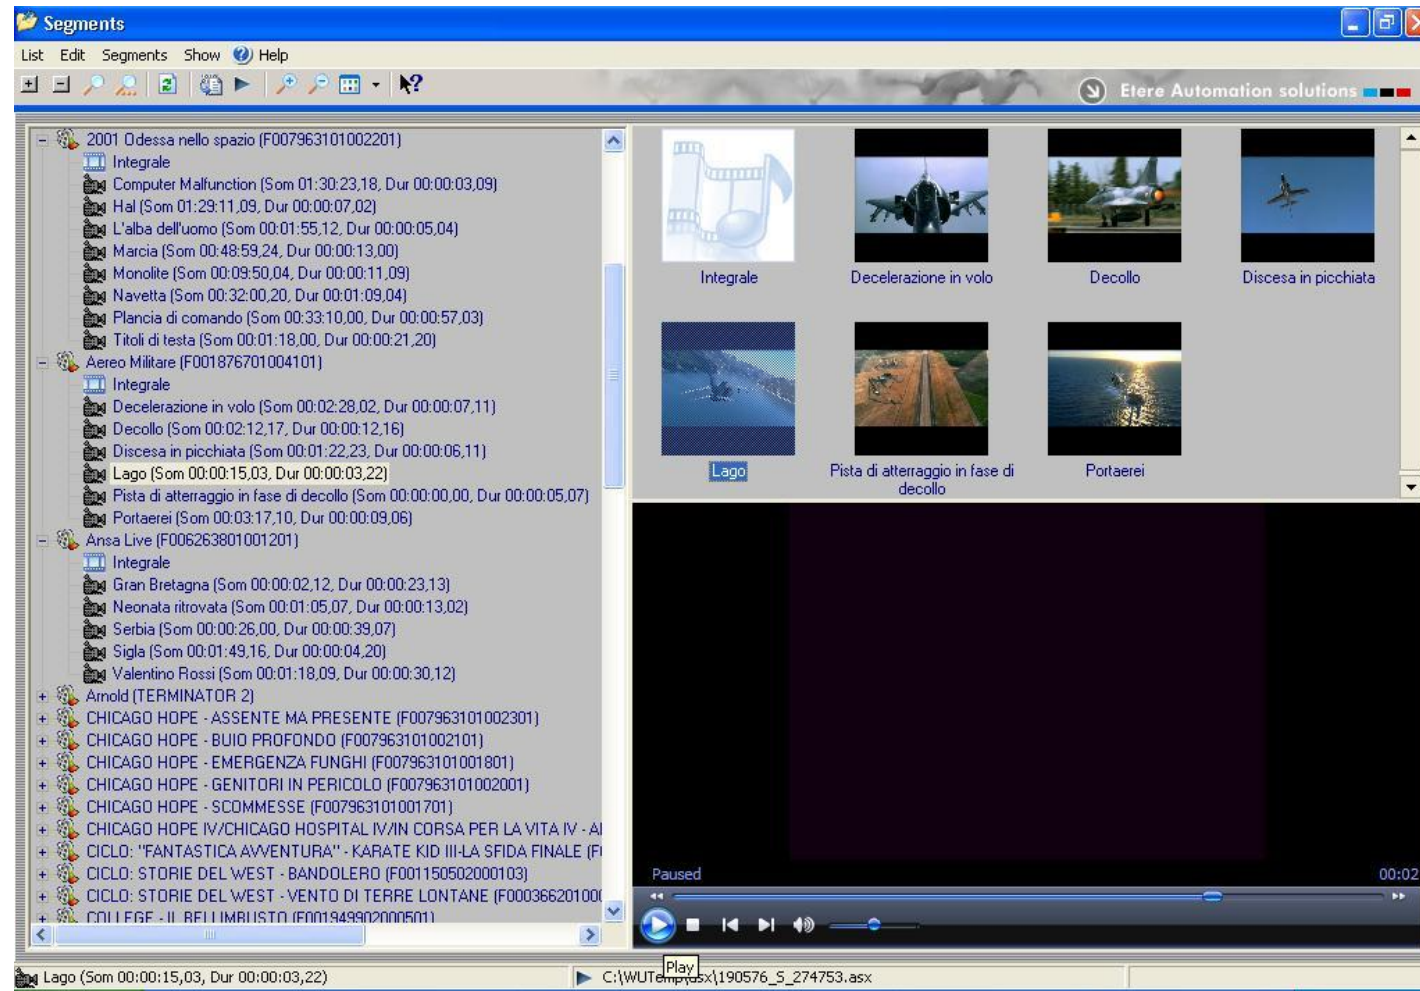 Segments
List Edit Segments Show Help
Etere Automation solutions
2001 Odessa nello spazio (F007963101002201)
Integrale
Computer Malfunction (Som 01:30:23,18, Dur 00:00:03,09)
Hal (Som 01:29:11,09, Dur 00:00:07,02)
L'alba dell'uomo (Som 00:01:55,12, Dur 00:00:05,04)
Marcia (Som 00:48:59,24, Dur 00:00:13,00)
Monolite (Som 00:09:50,04, Dur 00:00:11,09)
Navetta (Som 00:32:00,20, Dur 00:01:09,04)
Plancia di comando (Som 00:33:10,00, Dur 00:00:57,03)
Titoli di testa (Som 00:01:18,00, Dur 00:00:21,20)
Aereo Militare (F001876701004101)
Integrale
Decelerazione in volo (Som 00:02:28,02, Dur 00:00:07,11)
Decollo (Som 00:02:12,17, Dur 00:00:12,16)
Discesa in picchiata (Som 00:01:22,23, Dur 00:00:06,11)
Lago (Som 00:00:15,03, Dur 00:00:03,22)
Pista di atterraggio in fase di decollo (Som 00:00:00,00, Dur 00:00:05,07)
Portaerei (Som 00:03:17,10, Dur 00:00:09,06)
Ansa Live (F006263801001201)
Integrale
Gran Bretagna (Som 00:00:02,12, Dur 00:00:23,13)
Neonata ritrovata (Som 00:01:05,07, Dur 00:00:13,02)
Serbia (Som 00:00:26,00, Dur 00:00:39,07)
Sigla (Som 00:01:49,16, Dur 00:00:04,20)
Valentino Rossi (Som 00:01:18,09, Dur 00:00:30,12)
Arnold (TERMINATOR 2)
CHICAGO HOPE - ASSENTE MA PRESENTE (F007963101002301)
CHICAGO HOPE - BUIO PROFONDO (F007963101002101)
CHICAGO HOPE - EMERGENZA FUNGHI (F007963101001801)
CHICAGO HOPE - GENITORI IN PERICOLO (F007963101002001)
CHICAGO HOPE - SCOMMESSE (F007963101001701)
CHICAGO HOPE IV/CHICAGO HOSPITAL IV/IN CORSA PER LA VITA IV - A
CICLO: "FANTASTICA AVVENTURA" - KARATE KID III-LA SFIDA FINALE (F
CICLO: STORIE DEL WEST - BANDOLERO (F001150502000103)
CICLO: STORIE DEL WEST - VENTO DI TERRE LONTANE (F000366201000
COLLEGE - IL BELLIMBUSTO (F001949902000501)
Integrale
Decelerazione in volo
Decollo
Discesa in picchiata
Lago
Pista di atterraggio in fase di
decollo
Portaerei
Paused
00:02
Play
Lago (Som 00:00:15,03, Dur 00:00:03,22)
C:\WUTemp\asx\190576_S_274753.asx